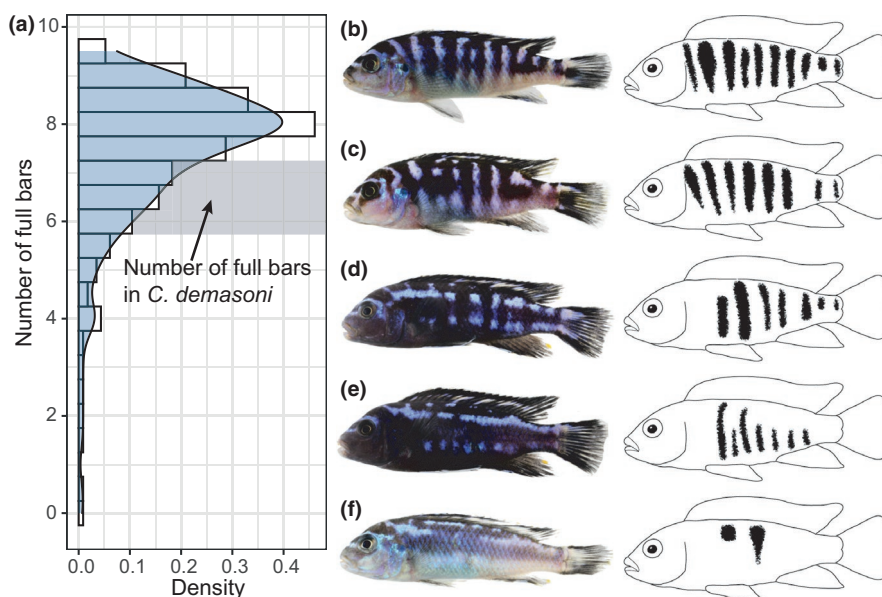 (a)
10
8
6
4
2
0
Number of full bars
0.0 0.1 0.2 0.3 0.4
Density
Number of full bars
in C. demasoni
(b)
(c)
(d)
(e)
(f)